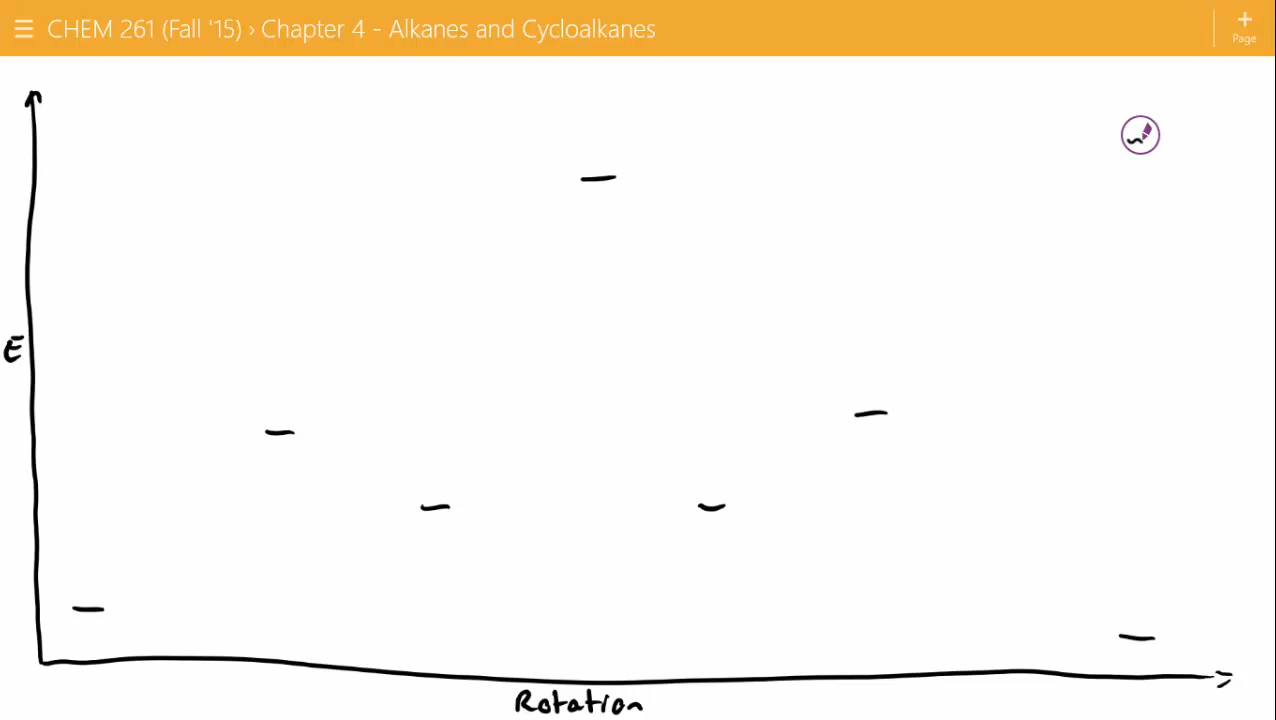 CHEM 261 (Fall '15) › Chapter 4 - Alkanes and Cycloalkanes
Page
E
Rotation